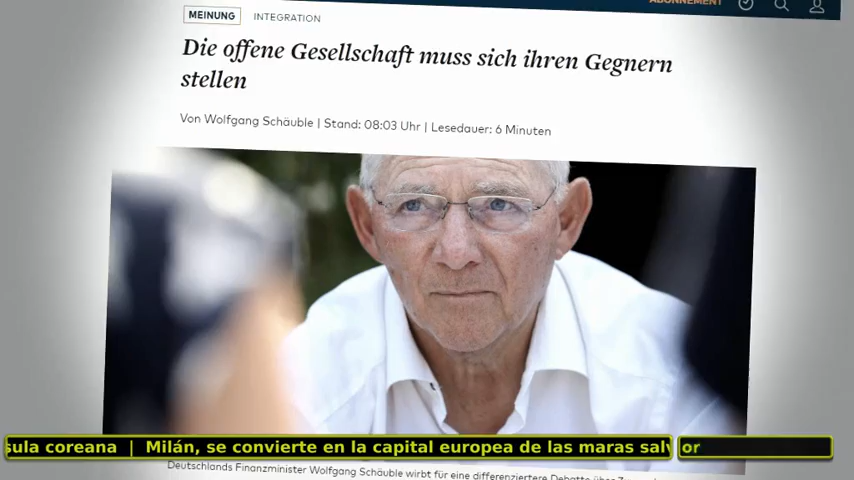 ABONNEMENT
MEINUNG INTEGRATION
Die offene Gesellschaft muss sich ihren Gegnern
stellen
Von Wolfgang Schäuble | Stand: 08:03 Uhr | Lesedauer: 6 Minuten
sula coreana | Milán, se convierte en la capital europea de las maras salv or
Deutschlands Finanzminister Wolfgang Schäuble wirbt für eine differenziertere Debatte über